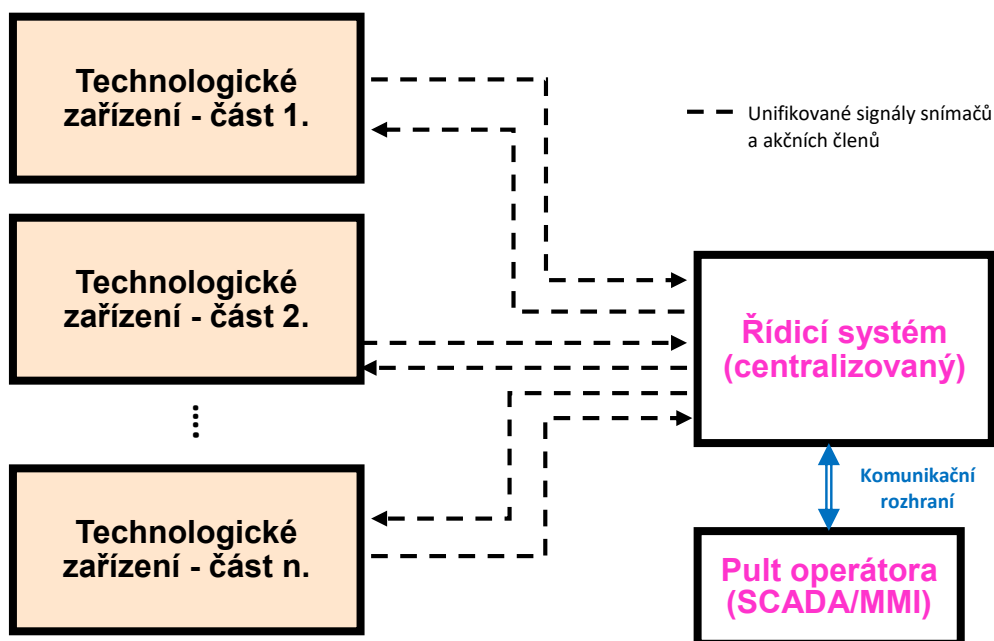 Technologické
zařízení - část 1.
Unifikované signály snímačů
a akčních členů
Technologické
zařízení - část 2.
Řídicí systém
(centralizovaný)
....
Komunikační
rozhraní
Technologické
zařízení - část n.
Pult operátora
(SCADA/MMI)